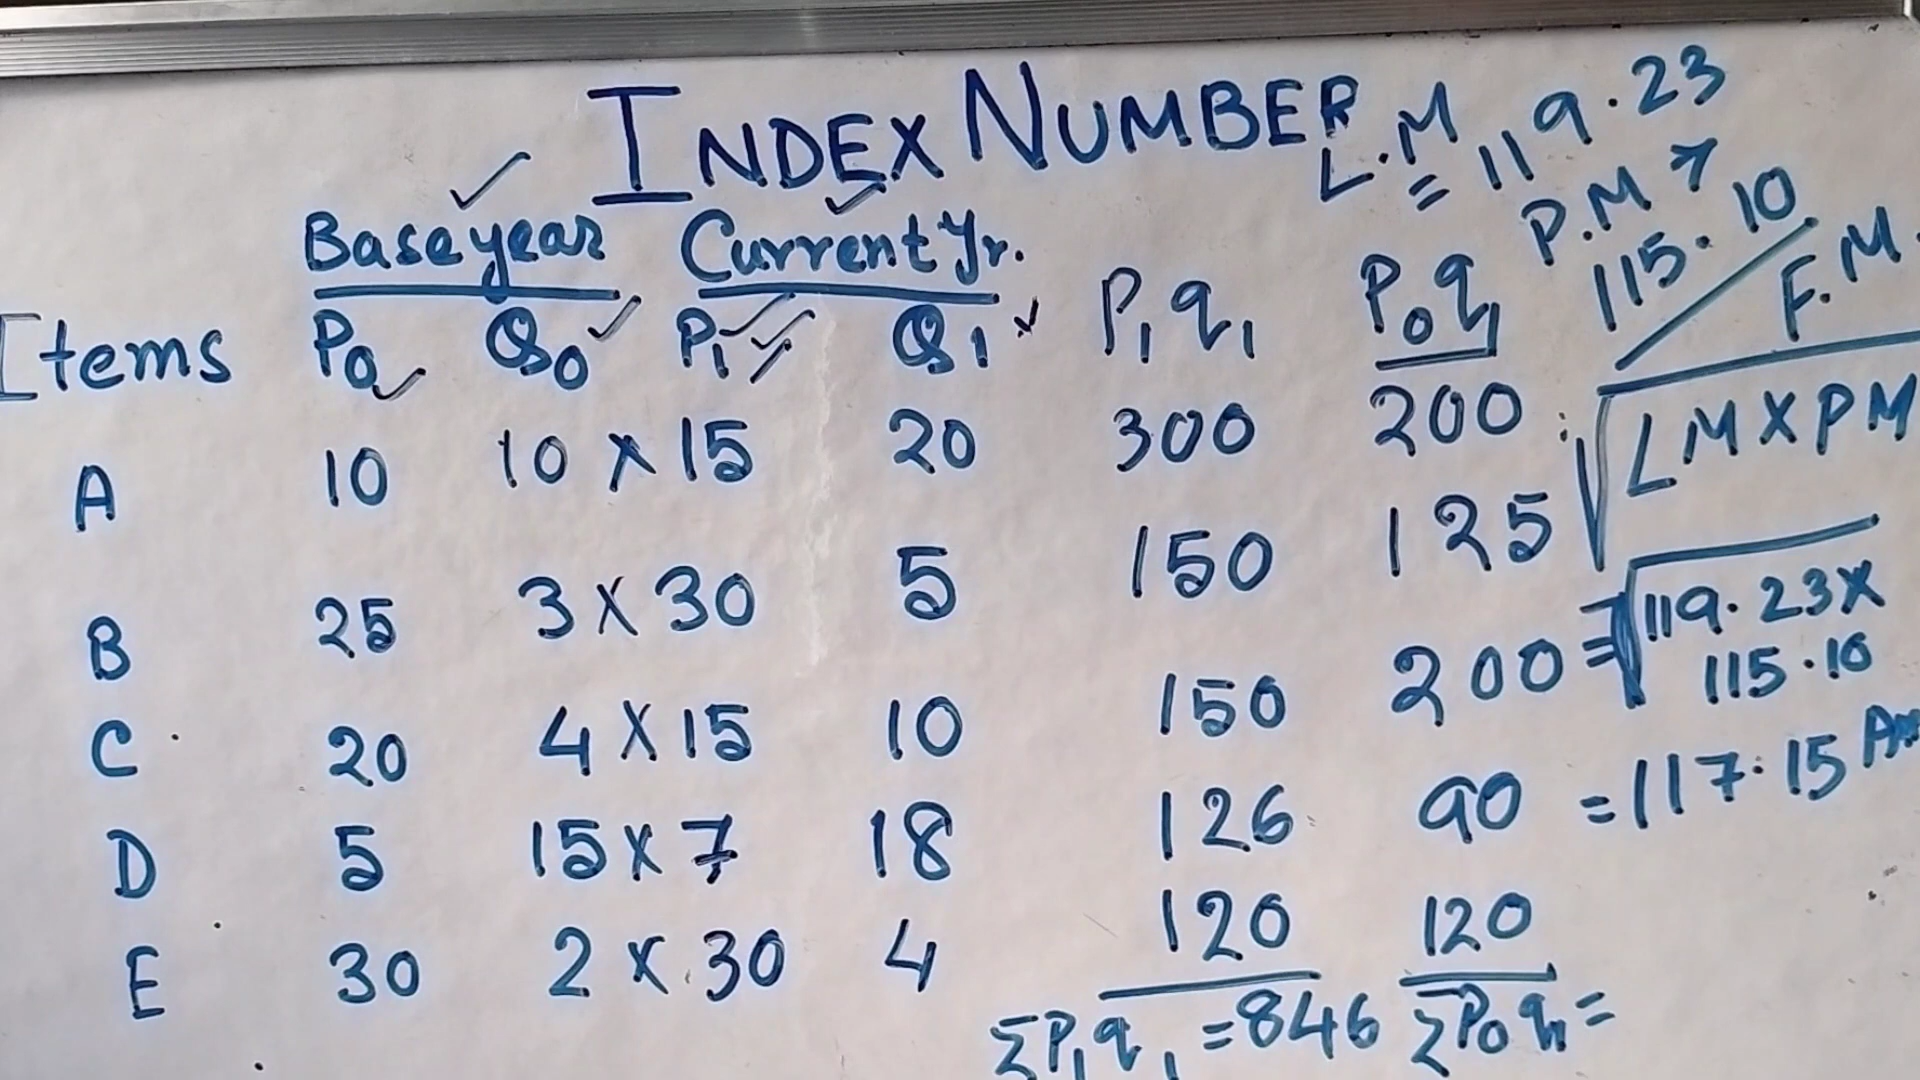 INDEX NUMBER
L.M = 119.23
P.M → 115.10
F.M.
Base year Current Yr.
Items P0 Q0 P1 Q1 P1q1 P0q1
A 10 10 × 15 20 300 200
√LM×PM
B 25 3 × 30 5 150 125
= √119.23× 115.10
C 20 4 × 15 10 150 200
= 117.15 Ans
D 5 15 × 7 18 126 90
E 30 2 × 30 4 120 120
ΣP1q1 = 846 ΣP0q1 =